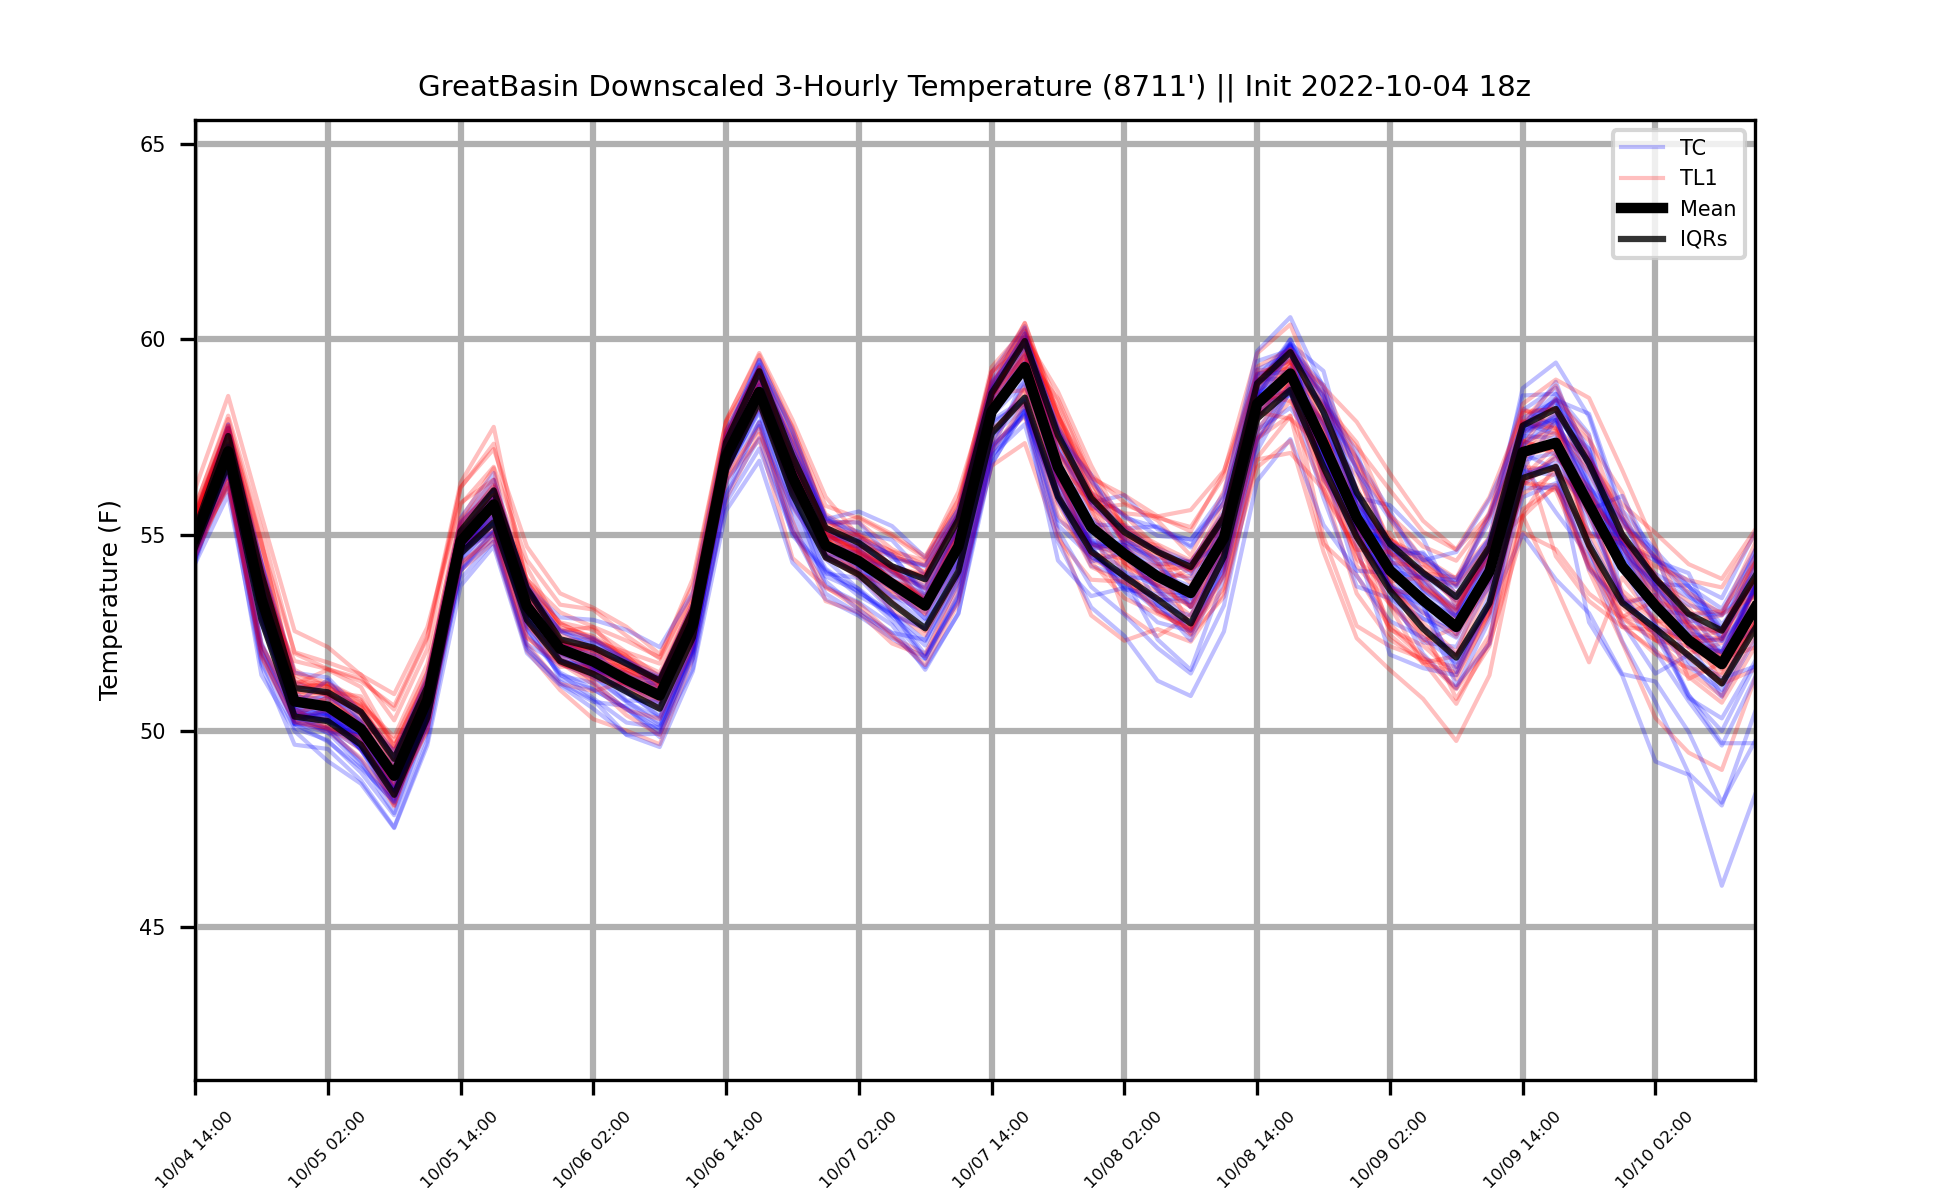 GreatBasin Downscaled 3-Hourly Temperature (8711') || Init 2022-10-04 18z
TC
TL1
Mean
IQRs
Temperature (F)
65
60
55
50
45
10/04 14:00
10/05 02:00
10/05 14:00
10/06 02:00
10/06 14:00
10/07 02:00
10/07 14:00
10/08 02:00
10/08 14:00
10/09 02:00
10/09 14:00
10/10 02:00